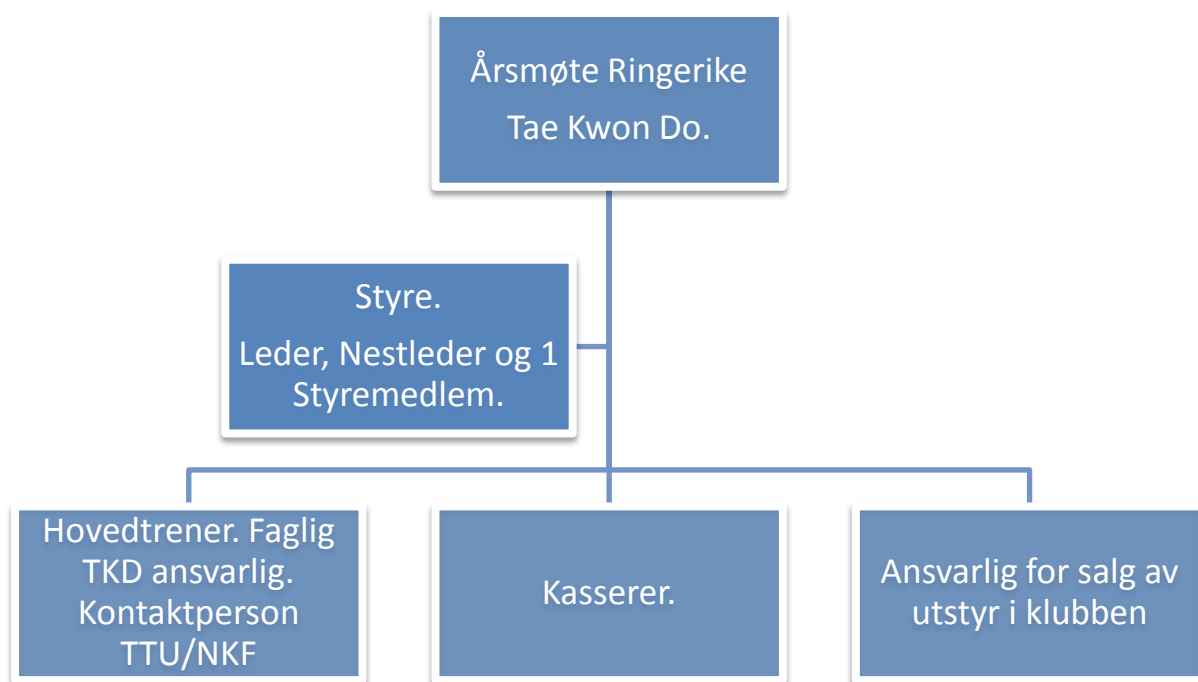 Årsmøte Ringerike
Tae Kwon Do.
Styre.
Leder, Nestleder og 1
Styremedlem.
Hovedtrener. Faglig
TKD ansvarlig.
Kontaktperson
TTU/NKF
Kasserer.
Ansvarlig for salg av
utstyr i klubben